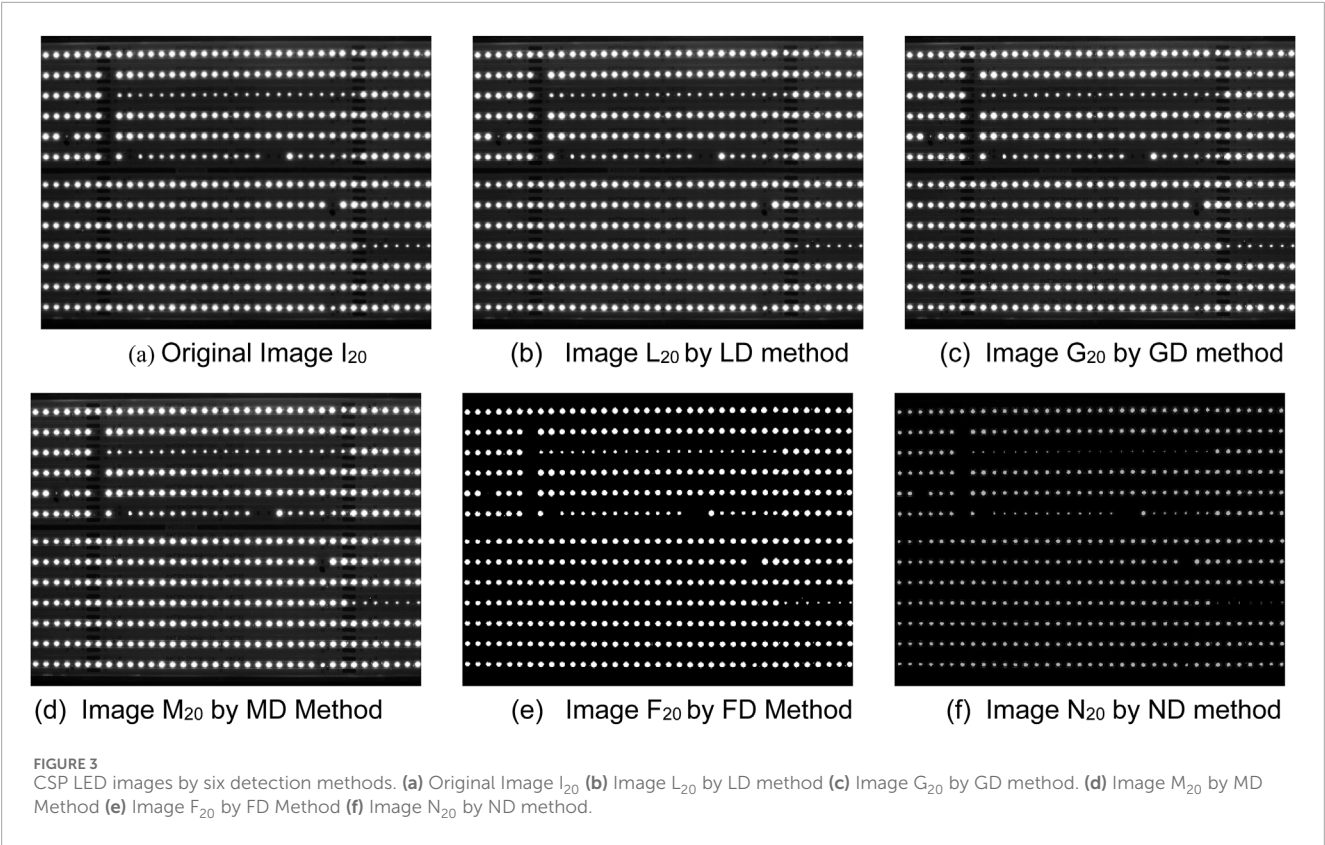 (a) Original Image I20
(b) Image L20 by LD method
(c) Image G20 by GD method
(d) Image M20 by MD Method
(e) Image F20 by FD Method
(f) Image N20 by ND method
FIGURE 3
CSP LED images by six detection methods. (a) Original Image I20 (b) Image L20 by LD method (c) Image G20 by GD method. (d) Image M20 by MD
Method (e) Image F20 by FD Method (f) Image N20 by ND method.